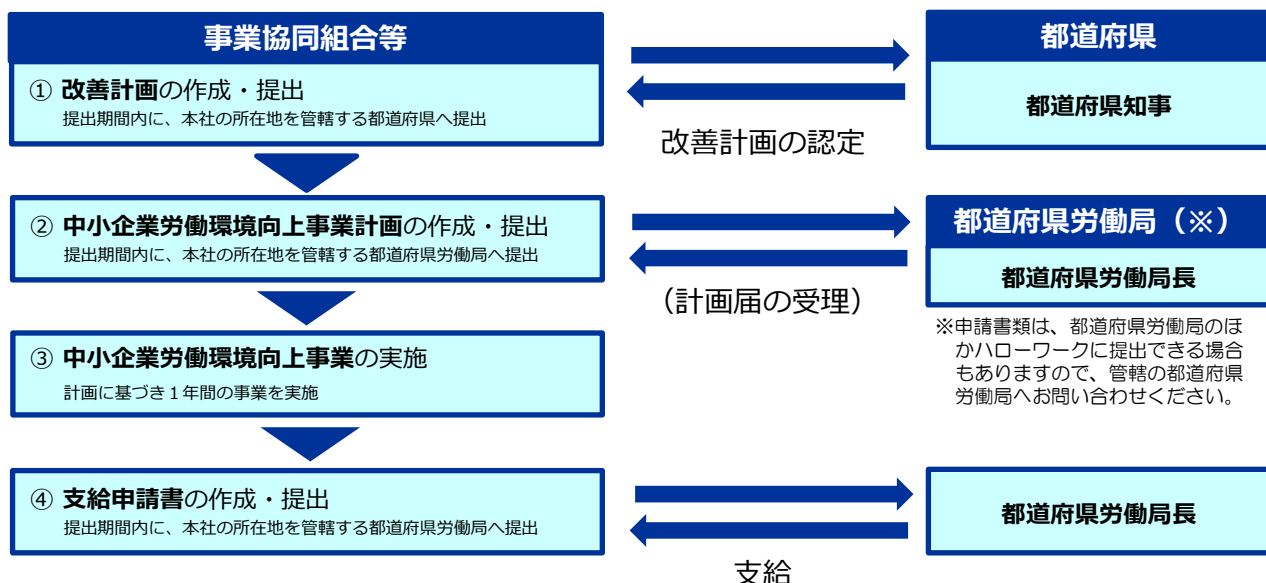 事業協同組合等
① 改善計画の作成・提出
提出期間内に、本社の所在地を管轄する都道府県へ提出
改善計画の認定
都道府県
都道府県知事
② 中小企業労働環境向上事業計画の作成・提出
提出期間内に、本社の所在地を管轄する都道府県労働局へ提出
（計画届の受理）
都道府県労働局（※）
都道府県労働局長
※申請書類は、都道府県労働局のほ
かハローワークに提出できる場合
もありますので、管轄の都道府県
労働局へお問い合わせください。
③ 中小企業労働環境向上事業の実施
計画に基づき１年間の事業を実施
④ 支給申請書の作成・提出
提出期間内に、本社の所在地を管轄する都道府県労働局へ提出
支給
都道府県労働局長